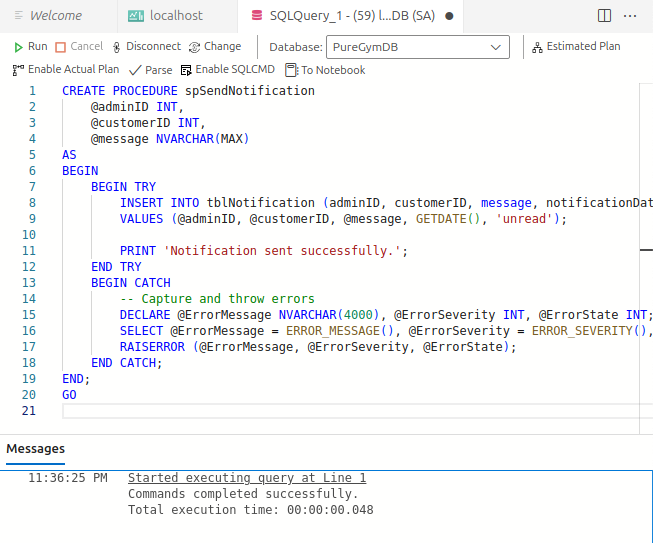 Welcome localhost SQLQuery_1 - (59) l...DB (SA)
Run Cancel Disconnect Change Database: PureGymDB Estimated Plan
Enable Actual Plan Parse Enable SQLCMD To Notebook
1 CREATE PROCEDURE spSendNotification
2 @adminID INT,
3 @customerID INT,
4 @message NVARCHAR(MAX)
5 AS
6 BEGIN
7 BEGIN TRY
8 INSERT INTO tblNotification (adminID, customerID, message, notificationDat
9 VALUES (@adminID, @customerID, @message, GETDATE(), 'unread');
10
11 PRINT 'Notification sent successfully.';
12 END TRY
13 BEGIN CATCH
14 -- Capture and throw errors
15 DECLARE @ErrorMessage NVARCHAR(4000), @ErrorSeverity INT, @ErrorState INT;
16 SELECT @ErrorMessage = ERROR_MESSAGE(), @ErrorSeverity = ERROR_SEVERITY(),
17 RAISERROR (@ErrorMessage, @ErrorSeverity, @ErrorState);
18 END CATCH;
19 END;
20 GO
21
Messages
11:36:25 PM Started executing query at Line 1
Commands completed successfully.
Total execution time: 00:00:00.048